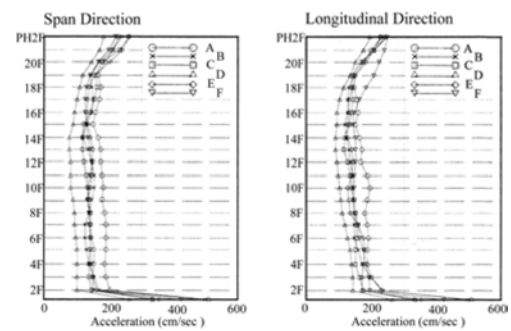 Span Direction
PH2F
20F
18F
16F
14F
12F
10F
8F
6F
4F
2F
A
B
C
D
E
F
0
200
400
600
Acceleration (cm/sec )
Longitudinal Direction
PH2F
20F
18F
16F
14F
12F
10F
8F
6F
4F
2F
A
B
C
D
E
F
0
200
400
600
Acceleration (cm/sec )